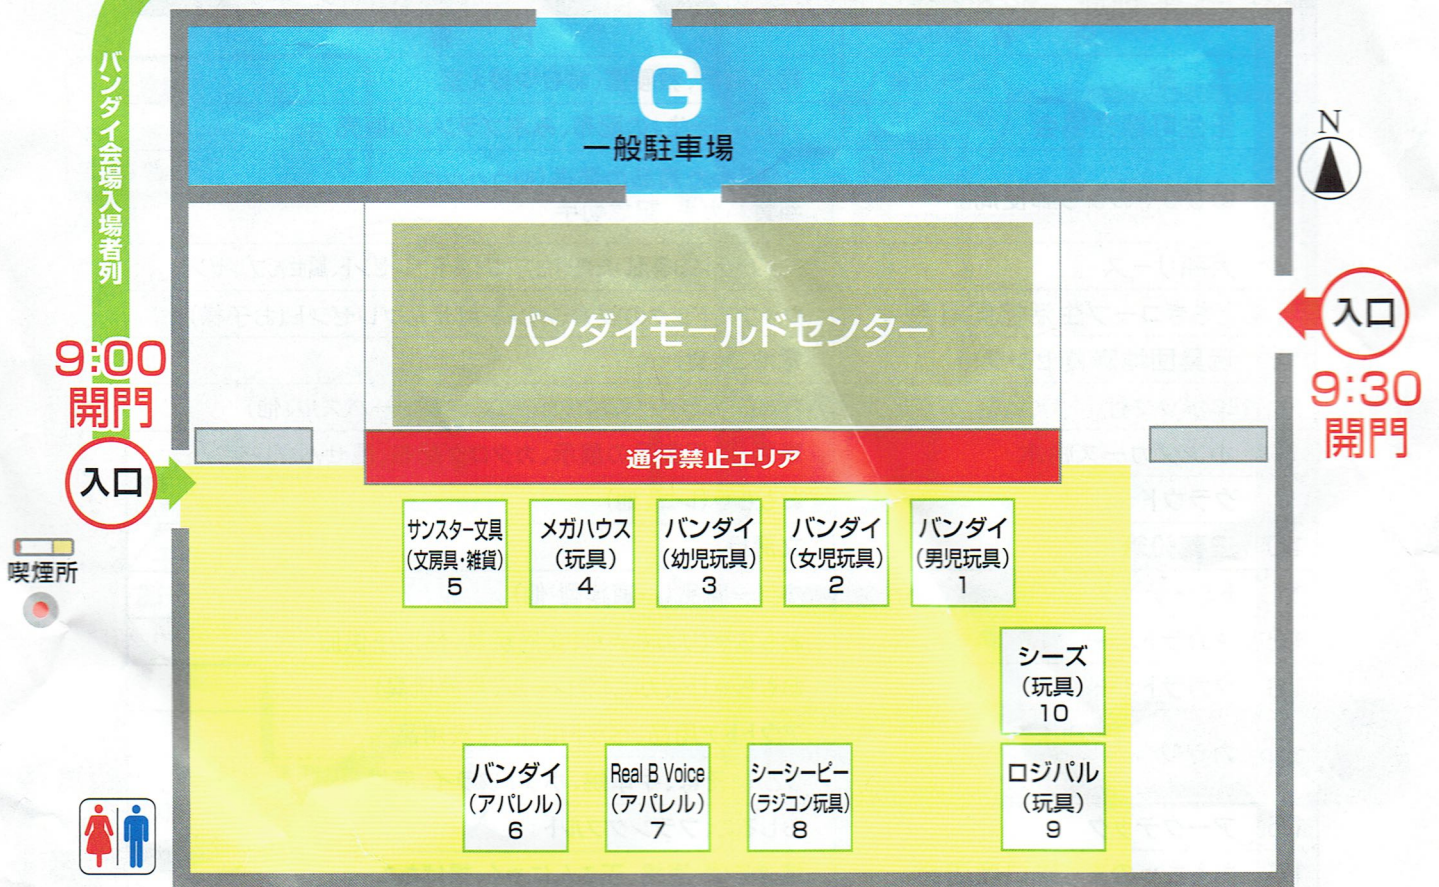 G
一般駐車場
N
バンダイ会場入場者列
バンダイモールドセンター
入口
9:30
開門
9:00
開門
入口
通行禁止エリア
サンスター文具
(文房具・雑貨)
5
メガハウス
(玩具)
4
バンダイ
(幼児玩具)
3
バンダイ
(女児玩具)
2
バンダイ
(男児玩具)
1
喫煙所
シーズ
(玩具)
10
バンダイ
(アパレル)
6
Real B Voice
(アパレル)
7
シーシーピー
(ラジコン玩具)
8
ロジパル
(玩具)
9